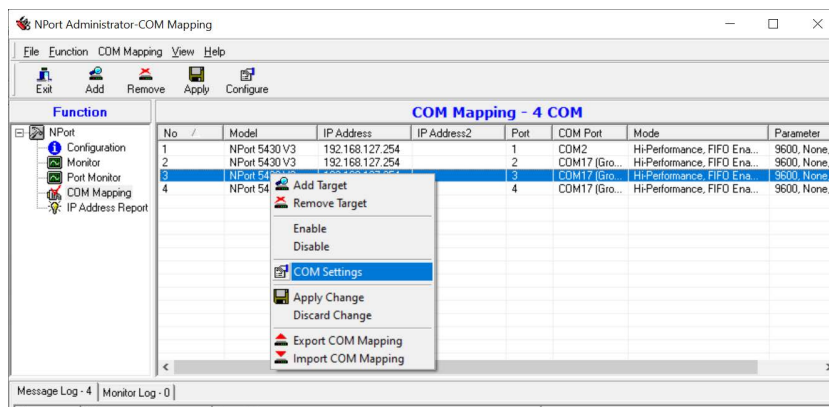 NPort Administrator-COM Mapping
File Function COM Mapping View Help
Exit Add Remove Apply Configure
Function
COM Mapping - 4 COM
NPort
Configuration
Monitor
Port Monitor
COM Mapping
IP Address Report
No Model IP Address IP Address2 Port COM Port Mode Parameter
1 NPort 5430 V3 192.168.127.254 1 COM2 Hi-Performance, FIFO Ena... 9600, None,
2 NPort 5430 V3 192.168.127.254 2 COM17 (Gro... Hi-Performance, FIFO Ena... 9600, None,
3 NPort 3 COM17 (Gro... Hi-Performance, FIFO Ena... 9600, None,
4 NPort 54 4 COM17 (Gro... Hi-Performance, FIFO Ena... 9600, None,
Add Target
Remove Target
Enable
Disable
COM Settings
Apply Change
Discard Change
Export COM Mapping
Import COM Mapping
Message Log - 4 Monitor Log - 0